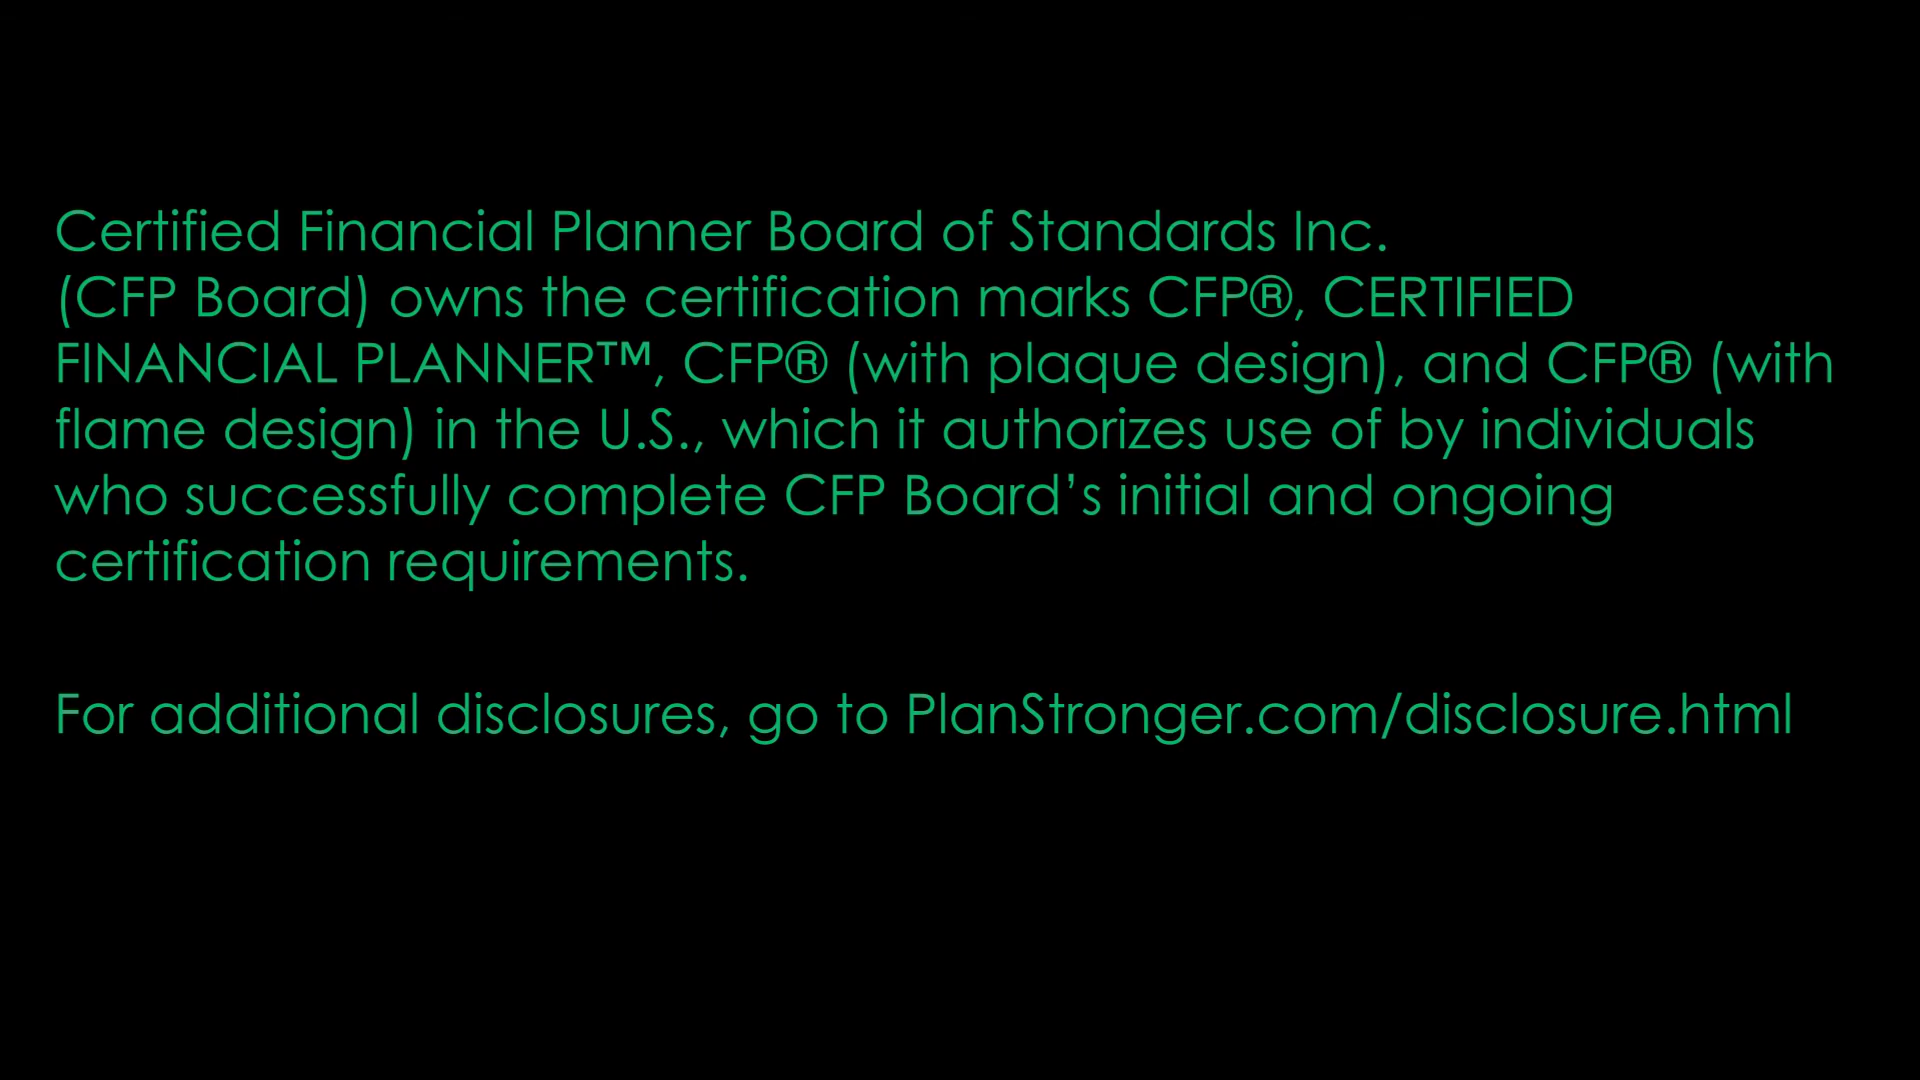 Certified Financial Planner Board of Standards Inc.
(CFP Board) owns the certification marks CFP®, CERTIFIED
FINANCIAL PLANNER™, CFP® (with plaque design), and CFP® (with
flame design) in the U.S., which it authorizes use of by individuals
who successfully complete CFP Board’s initial and ongoing
certification requirements.
For additional disclosures, go to PlanStronger.com/disclosure.html